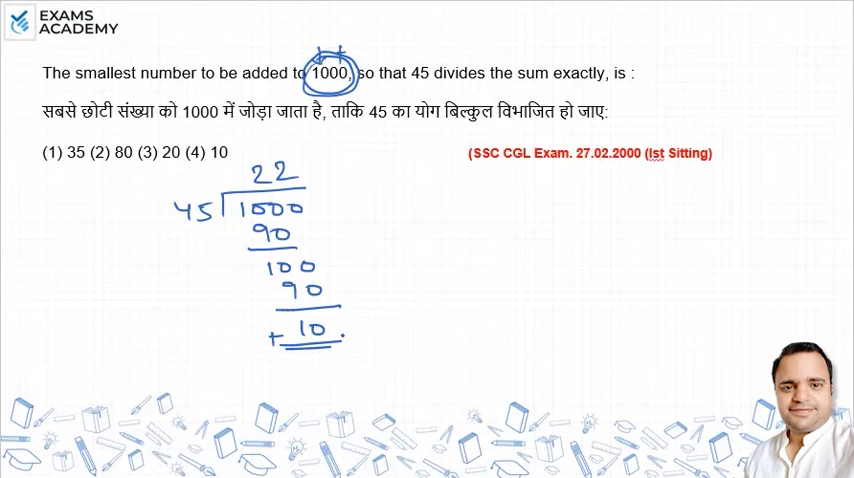 EXAMS
ACADEMY
The smallest number to be added to 1000, so that 45 divides the sum exactly, is :
सबसे छोटी संख्या को 1000 में जोड़ा जाता है, ताकि 45 का योग बिल्कुल विभाजित हो जाए:
(1) 35 (2) 80 (3) 20 (4) 10 (SSC CGL Exam. 27.02.2000 (Ist Sitting)
22
45 1000
90
100
90
+ 10